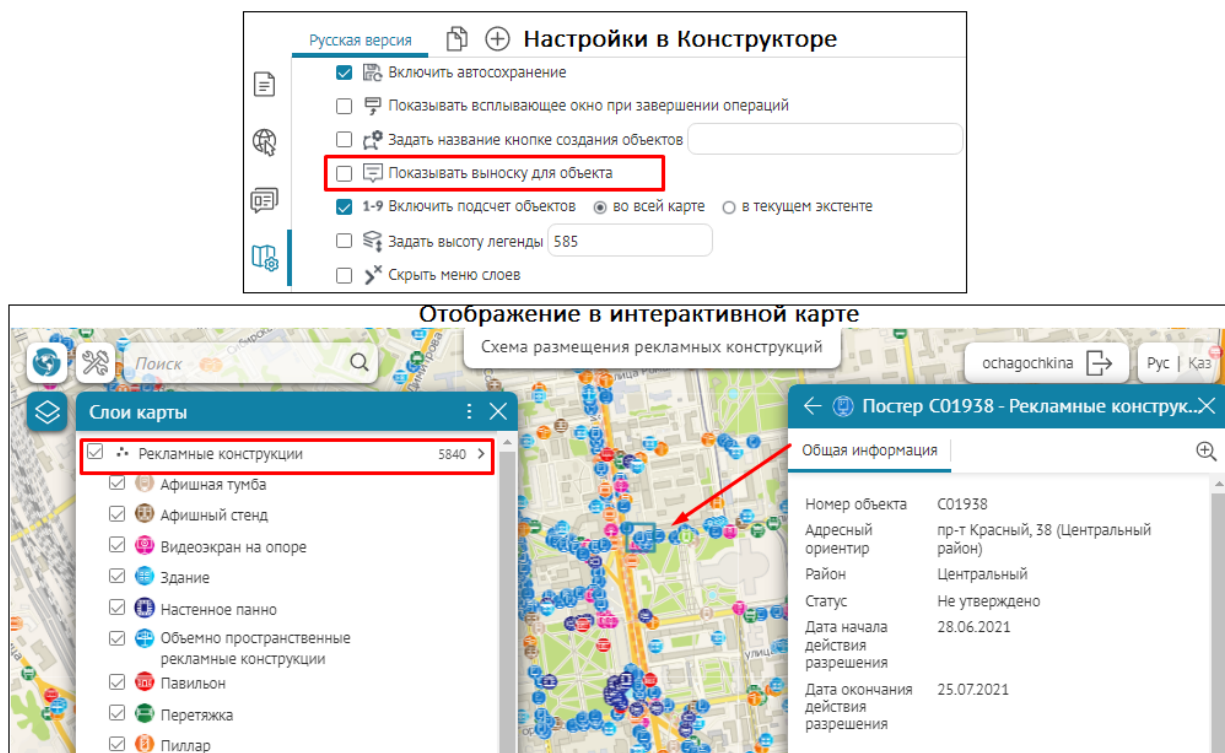 Русская версия
Настройки в Конструкторе
Включить автосохранение
Показывать всплывающее окно при завершении операций
Задать название кнопке создания объектов
Показывать выноску для объекта
1-9 Включить подсчет объектов во всей карте в текущем экстенте
Задать высоту легенды 585
Скрыть меню слоев
Отображение в интерактивной карте
Поиск
Схема размещения рекламных конструкций
ochagochkina
Рус | Қаз
Слои карты
Рекламные конструкции 5840
Афишная тумба
Афишный стенд
Видеоэкран на опоре
Здание
Настенное панно
Объемно пространственные
рекламные конструкции
Павильон
Перетяжка
Пиллар
Постер С01938 - Рекламные конструк..
Общая информация
Номер объекта С01938
Адресный пр-т Красный, 38 (Центральный
ориентир район)
Район Центральный
Статус Не утверждено
Дата начала 28.06.2021
действия
разрешения
Дата окончания 25.07.2021
действия
разрешения